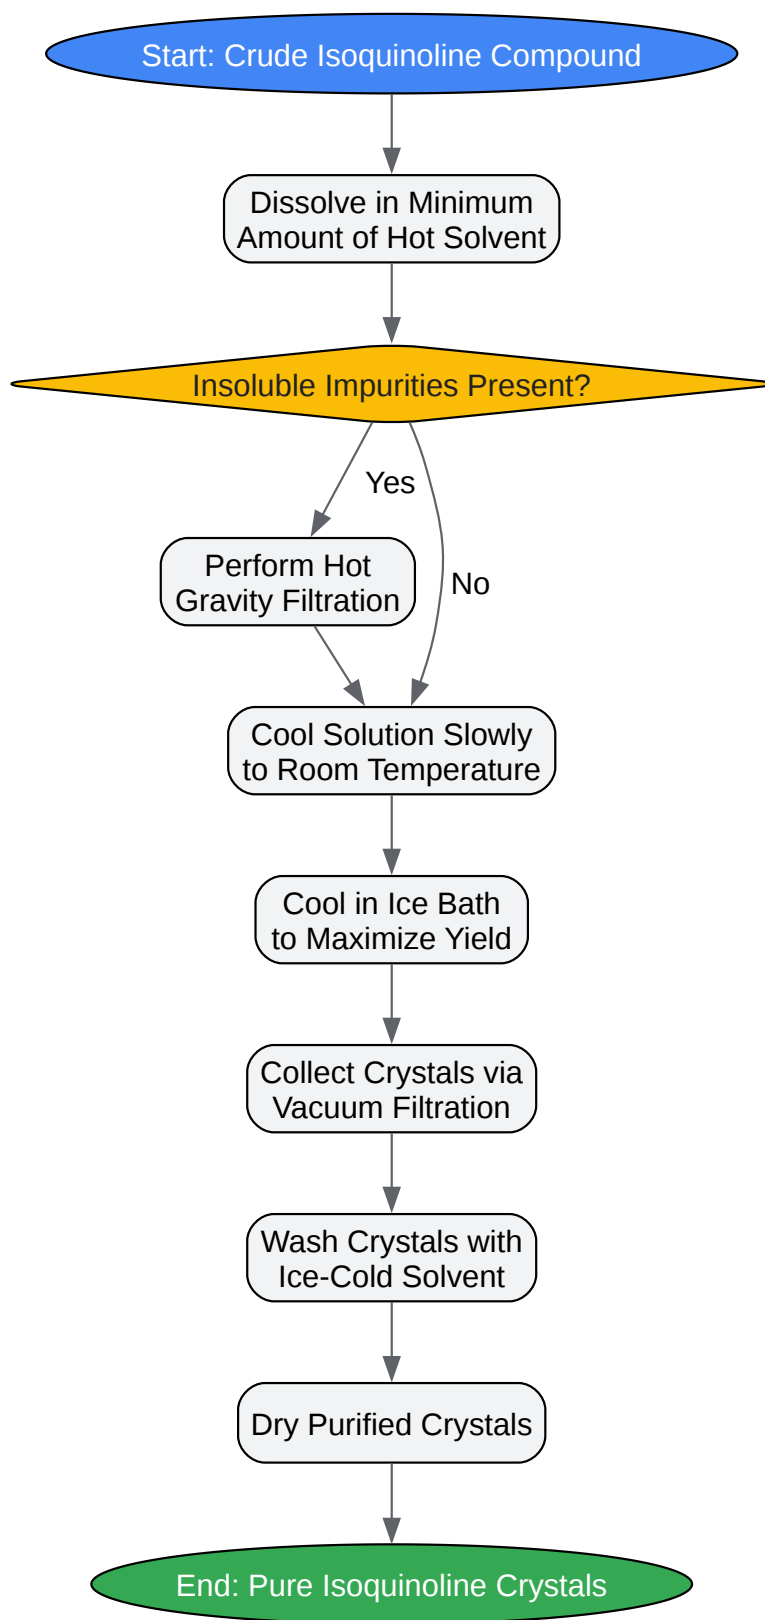 Start: Crude Isoquinoline Compound
Dissolve in Minimum
Amount of Hot Solvent
Insoluble Impurities Present?
Yes
Perform Hot
Gravity Filtration
No
Cool Solution Slowly
to Room Temperature
Cool in Ice Bath
to Maximize Yield
Collect Crystals via
Vacuum Filtration
Wash Crystals with
Ice-Cold Solvent
Dry Purified Crystals
End: Pure Isoquinoline Crystals